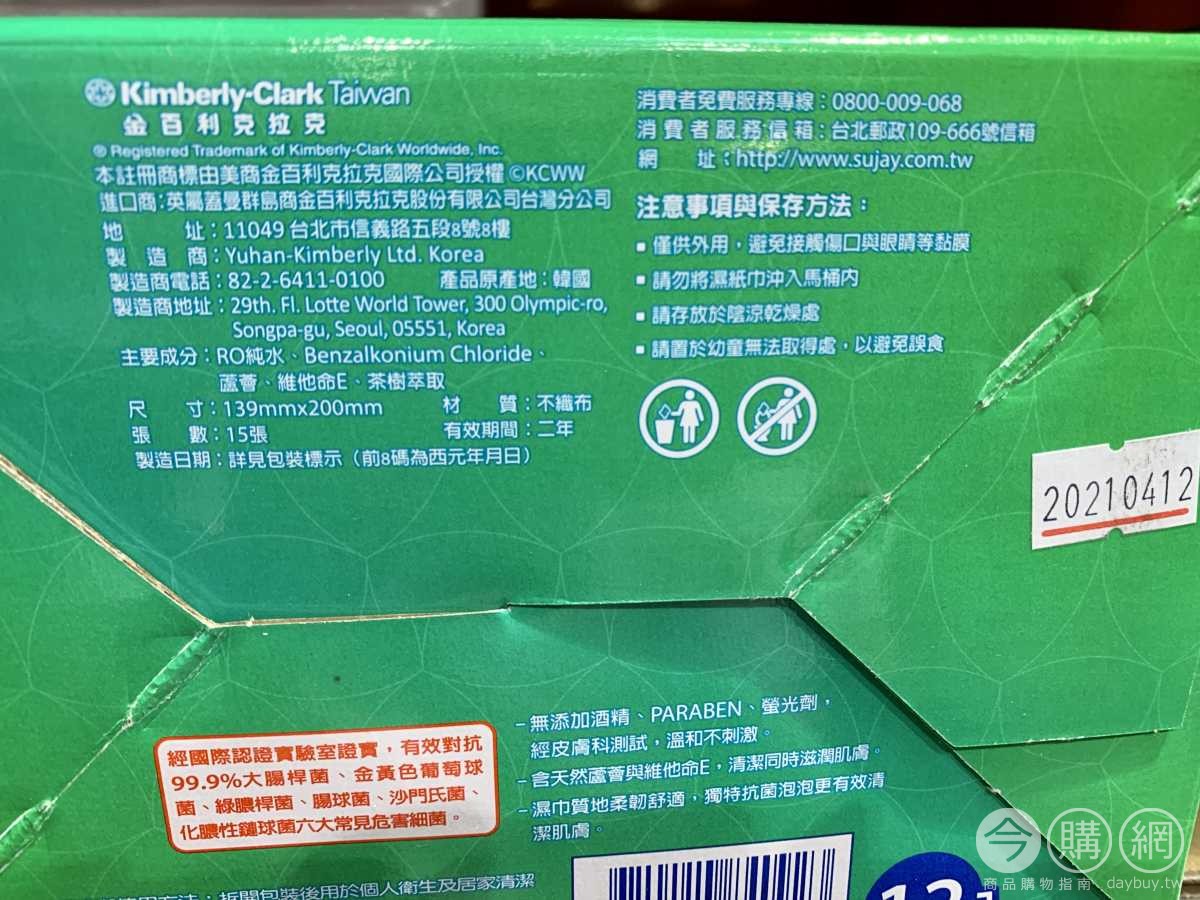 Kimberly-Clark Taiwan
金百利克拉克
® Registered Trademark of Kimberly-Clark Worldwide, Inc.
本註冊商標由美商金百利克拉克國際公司授權 ©KCWW
進口商：英屬蓋曼群島商金百利克拉克股份有限公司台灣分公司
地　　址：11049 台北市信義路五段8號8樓
製 造 商：Yuhan-Kimberly Ltd. Korea
製造商電話：82-2-6411-0100　產品原產地：韓國
製造商地址：29th. Fl. Lotte World Tower, 300 Olympic-ro,
Songpa-gu, Seoul, 05551, Korea
主要成分：RO純水、Benzalkonium Chloride、
蘆薈、維他命E、茶樹萃取
尺　　寸：139mmx200mm　材　　質：不織布
張　　數：15張　有效期間：二年
製造日期：詳見包裝標示（前8碼為西元年月日）
消費者免費服務專線：0800-009-068
消費者服務信箱：台北郵政109-666號信箱
網　　址：http://www.sujay.com.tw
注意事項與保存方法：
▪ 僅供外用，避免接觸傷口與眼睛等黏膜
▪ 請勿將濕紙巾沖入馬桶內
▪ 請存放於陰涼乾燥處
▪ 請置於幼童無法取得處，以避免誤食
20210412
經國際認證實驗室證實，有效對抗
99.9%大腸桿菌、金黃色葡萄球
菌、綠膿桿菌、腸球菌、沙門氏菌、
化膿性鏈球菌六大常見危害細菌。
–無添加酒精、PARABEN、螢光劑，
經皮膚科測試，溫和不刺激。
–含天然蘆薈與維他命E，清潔同時滋潤肌膚。
–濕巾質地柔韌舒適，獨特抗菌泡泡更有效清
潔肌膚。
使用方法：拆開包裝後用於個人衛生及居家清潔
今購網
商品購物指南.daybuy.tw